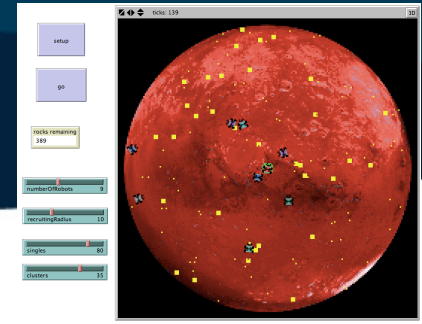 ticks: 139
3D
setup
go
rocks remaining
389
numberOfRobots 9
recruitingRadius 10
singles 80
clusters 35